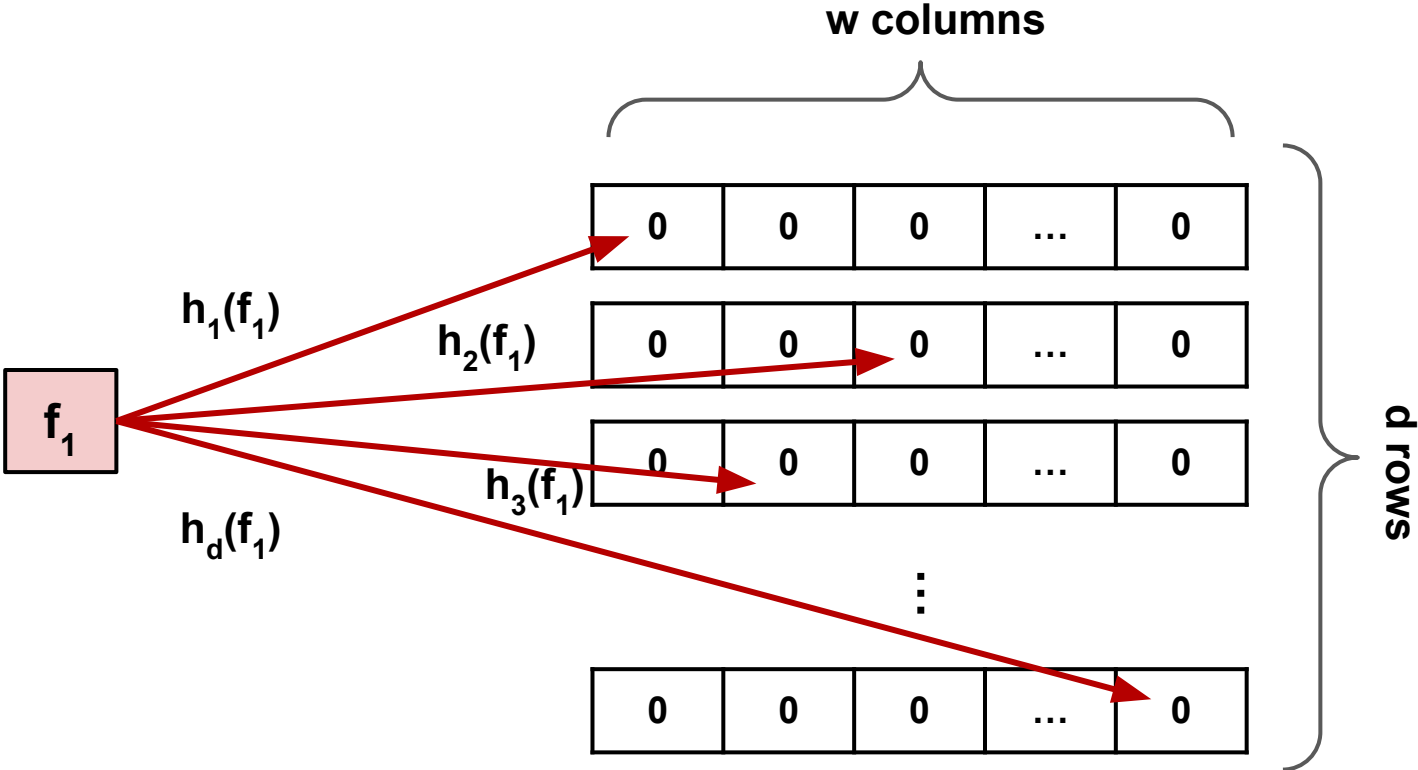 w columns
0 0 0 ... 0
h₁(f₁)
h₂(f₁)
0 0 0 ... 0
f₁
d rows
0 0 0 ... 0
h₃(f₁)
h_d(f₁)
⋮
0 0 0 ... 0